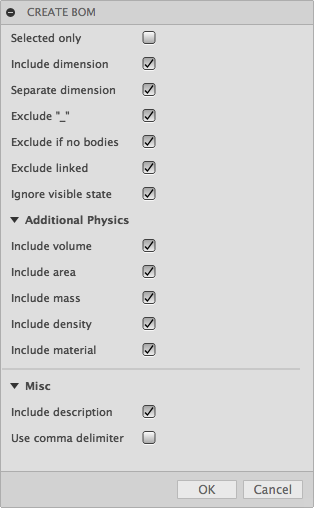 CREATE BOM
Selected only
Include dimension
Separate dimension
Exclude "_"
Exclude if no bodies
Exclude linked
Ignore visible state
Additional Physics
Include volume
Include area
Include mass
Include density
Include material
Misc
Include description
Use comma delimiter
OK Cancel